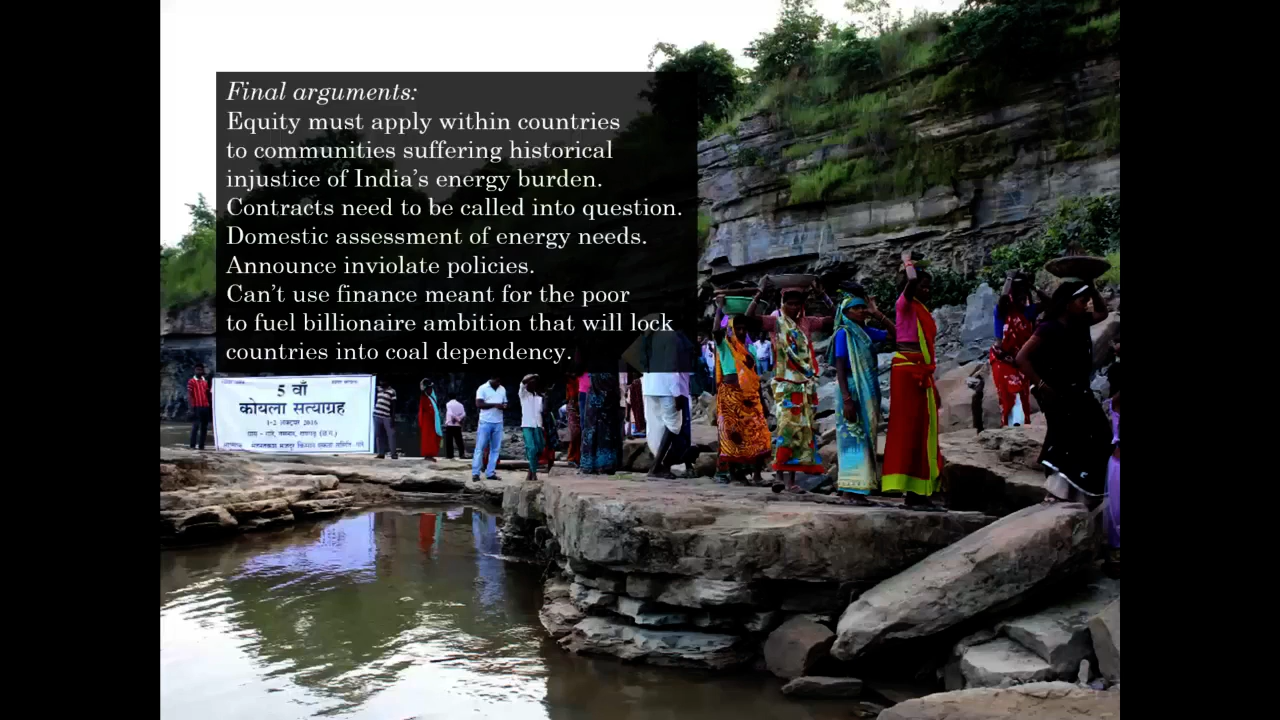 Final arguments:
Equity must apply within countries
to communities suffering historical
injustice of India’s energy burden.
Contracts need to be called into question.
Domestic assessment of energy needs.
Announce inviolate policies.
Can’t use finance meant for the poor
to fuel billionaire ambition that will lock
countries into coal dependency.
5 वाँ
कोयला सत्याग्रह